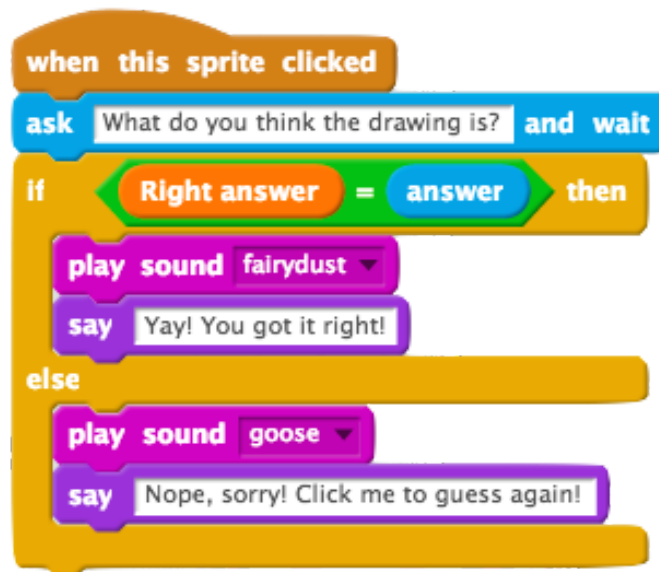 when this sprite clicked
ask What do you think the drawing is? and wait
if Right answer = answer then
play sound fairydust
say Yay! You got it right!
else
play sound goose
say Nope, sorry! Click me to guess again!